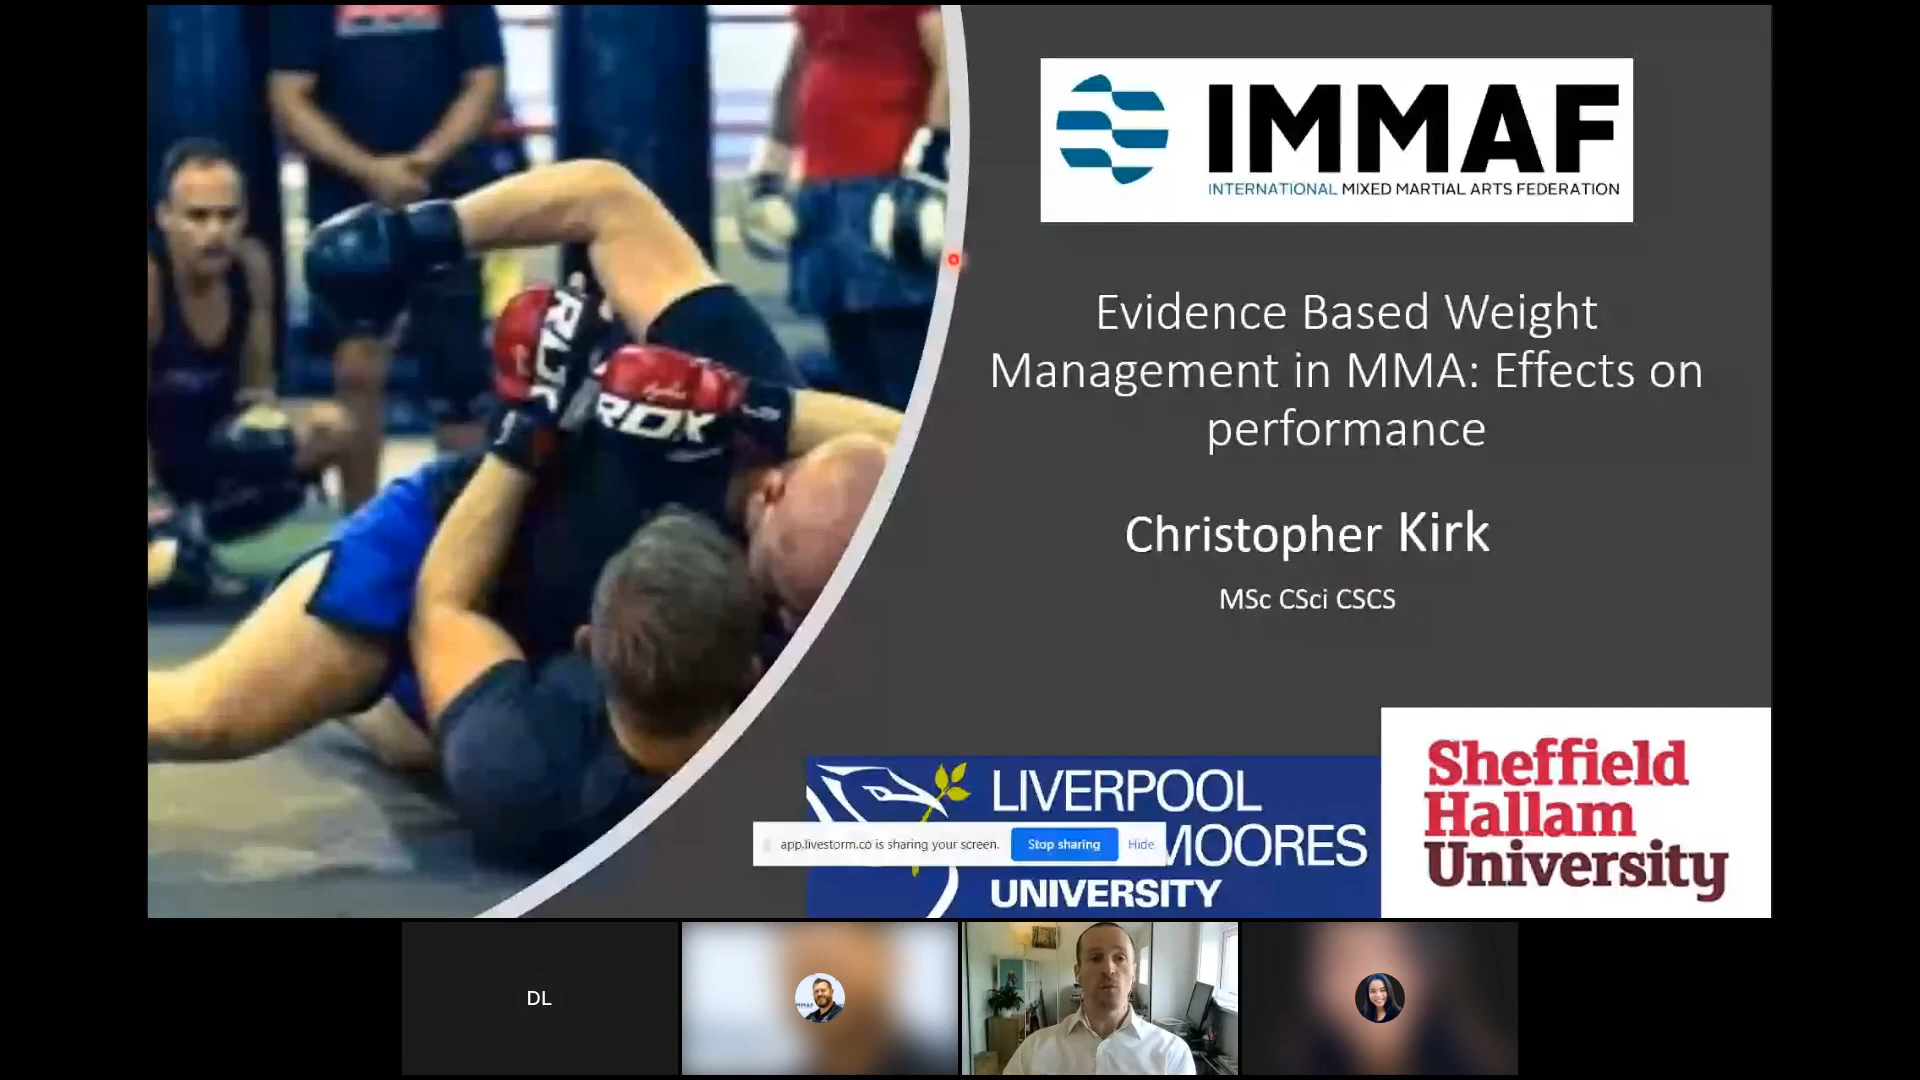 IMMAF
INTERNATIONAL MIXED MARTIAL ARTS FEDERATION
Evidence Based Weight
Management in MMA: Effects on
performance
Christopher Kirk
MSc CSci CSCS
RDX
RDX
LIVERPOOL
MOORES
UNIVERSITY
Sheffield
Hallam
University
app.livestorm.co is sharing your screen. Stop sharing Hide
DL